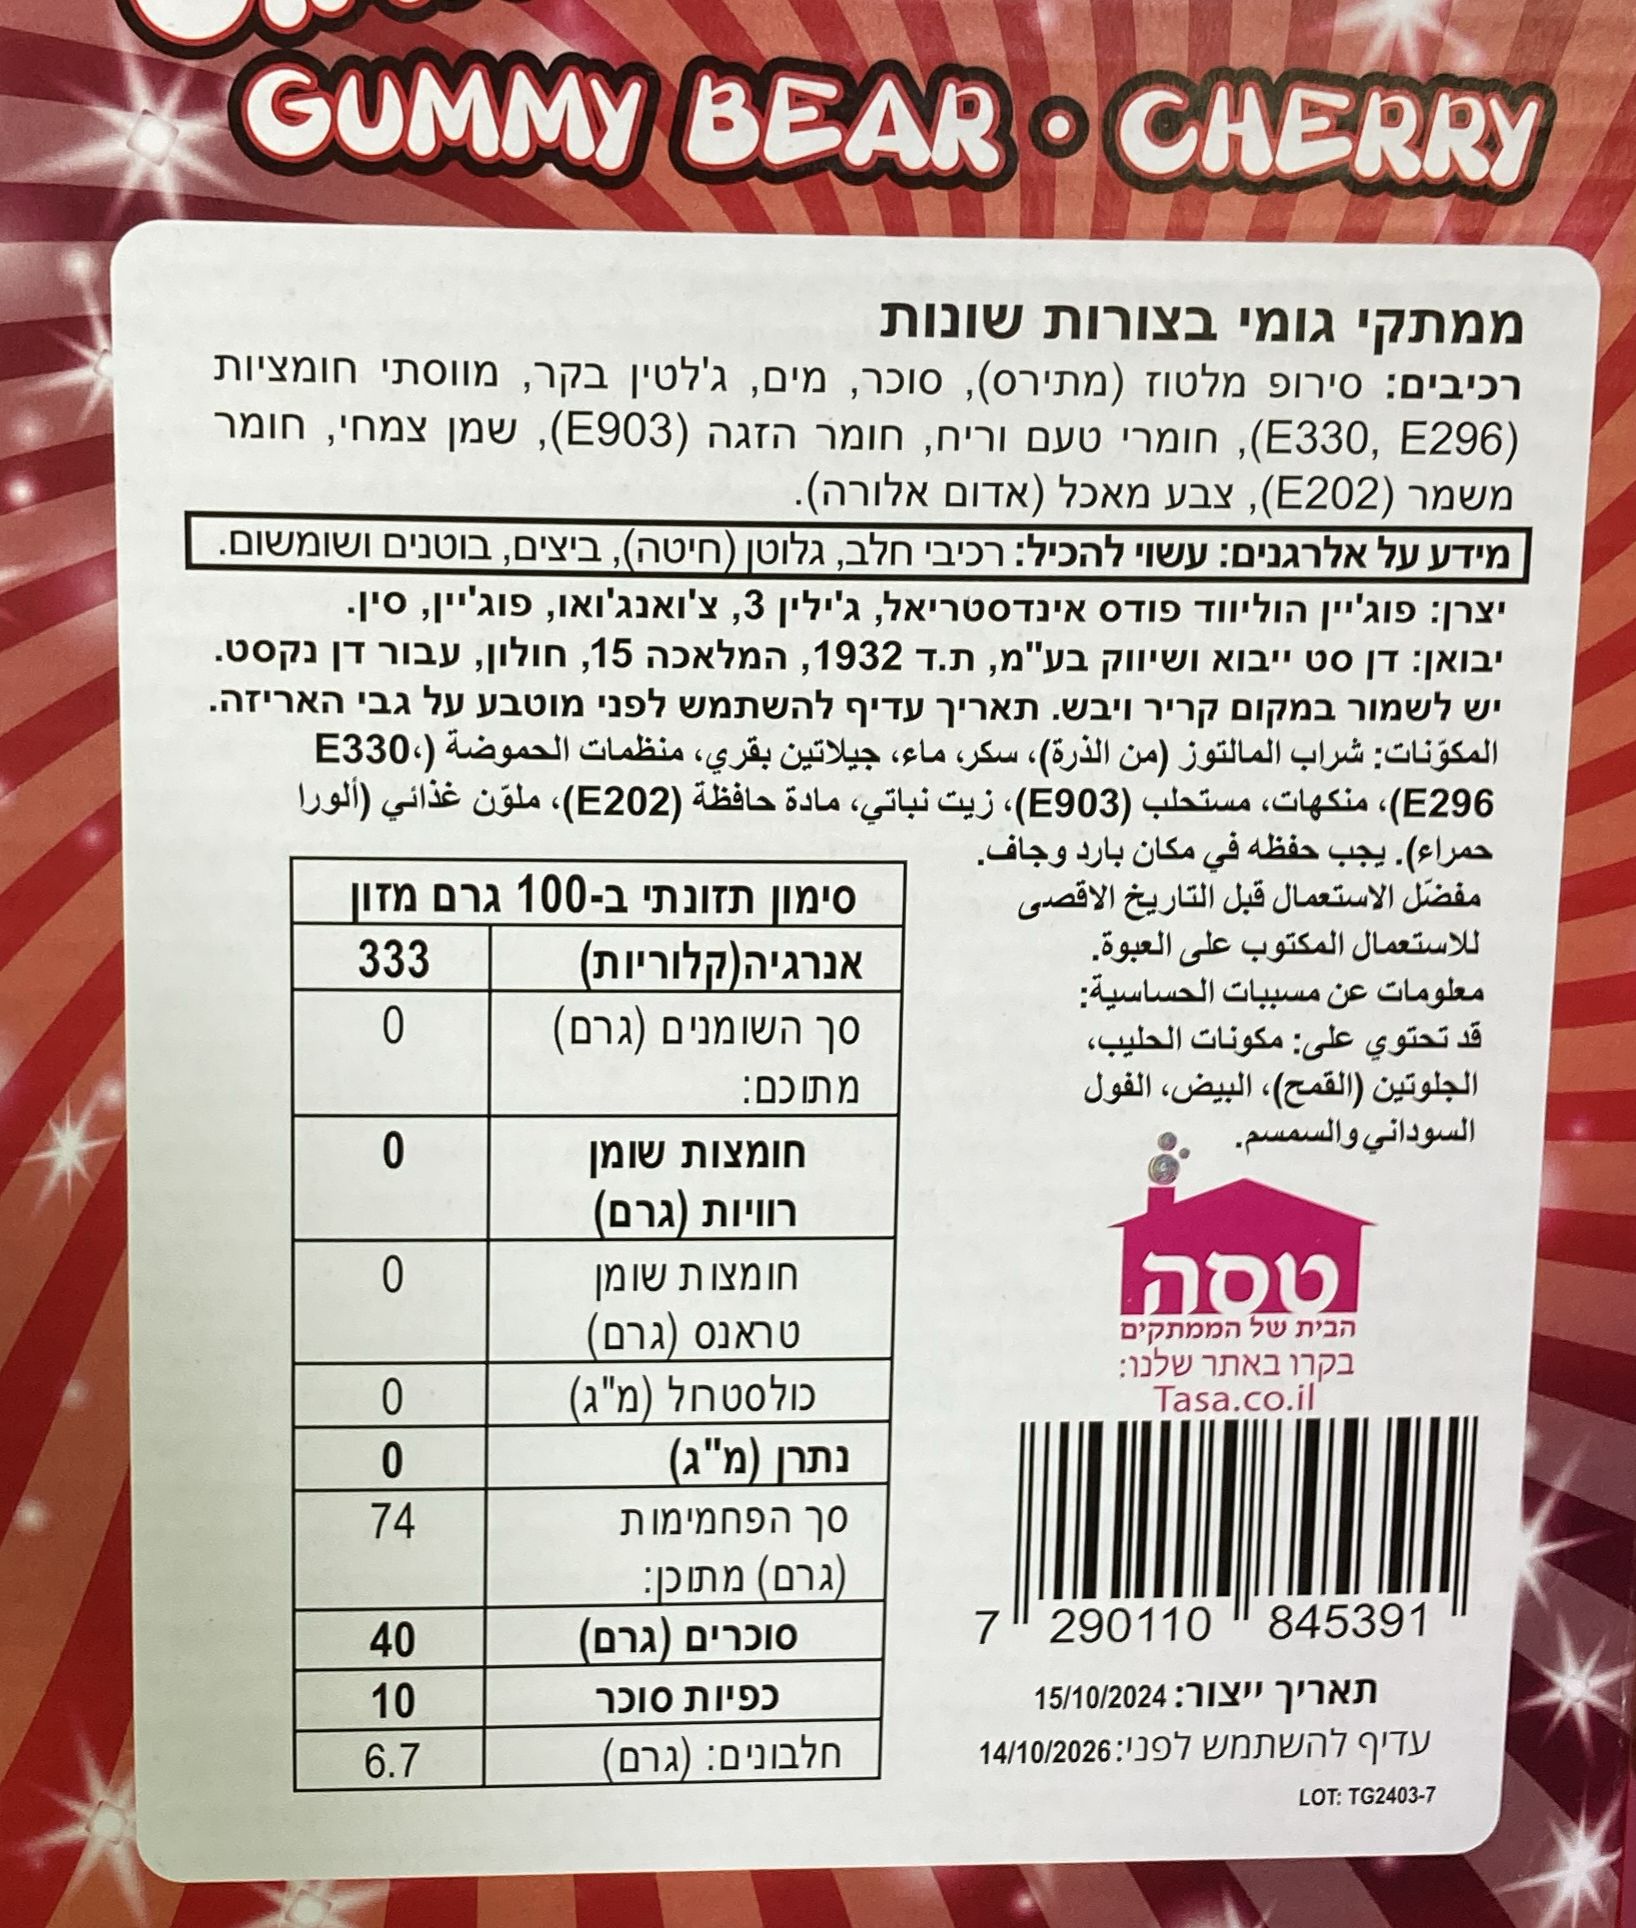 GUMMY BEAR • CHERRY
ממתקי גומי בצורות שונות
רכיבים: סירופ מלטוז (מתירס), סוכר, מים, ג'לטין בקר, מווסתי חומציות
(E330, E296), חומרי טעם וריח, חומר הזגה (E903), שמן צמחי, חומר
משמר (E202), צבע מאכל (אדום אלורה).
מידע על אלרגנים: עשוי להכיל: רכיבי חלב, גלוטן (חיטה), ביצים, בוטנים ושומשום.
יצרן: פוג'יין הוליווד פודס אינדסטריאל, ג'ילין 3, צ'ואנג'ואו, פוג'יין, סין.
יבואן: דן סט ייבוא ושיווק בע"מ, ת.ד 1932, המלאכה 15, חולון, עבור דן נקסט.
יש לשמור במקום קריר ויבש. תאריך עדיף להשתמש לפני מוטבע על גבי האריזה.
المكوّنات: شراب المالتوز (من الذرة)، سكر، ماء، جيلاتين بقري، منظمات الحموضة (E330،
E296)، منكهات، مستحلب (E903)، زيت نباتي، مادة حافظة (E202)، ملوّن غذائي (ألورا
حمراء). يجب حفظه في مكان بارد وجاف.
مفضّل الاستعمال قبل التاريخ الاقصى
للاستعمال المكتوب على العبوة.
معلومات عن مسببات الحساسية:
قد تحتوي على: مكونات الحليب،
الجلوتين (القمح)، البيض، الفول
السوداني والسمسم.
סימון תזונתי ב-100 גרם מזון
אנרגיה(קלוריות) 333
סך השומנים (גרם) 0
מתוכם:
חומצות שומן 0
רוויות (גרם)
חומצות שומן 0
טראנס (גרם)
כולסטרול (מ"ג) 0
נתרן (מ"ג) 0
סך הפחמימות 74
(גרם) מתוכן:
סוכרים (גרם) 40
כפיות סוכר 10
חלבונים: (גרם) 6.7
טסה
הבית של הממתקים
בקרו באתר שלנו:
Tasa.co.il
7 290110 845391
תאריך ייצור: 15/10/2024
עדיף להשתמש לפני: 14/10/2026
LOT: TG2403-7